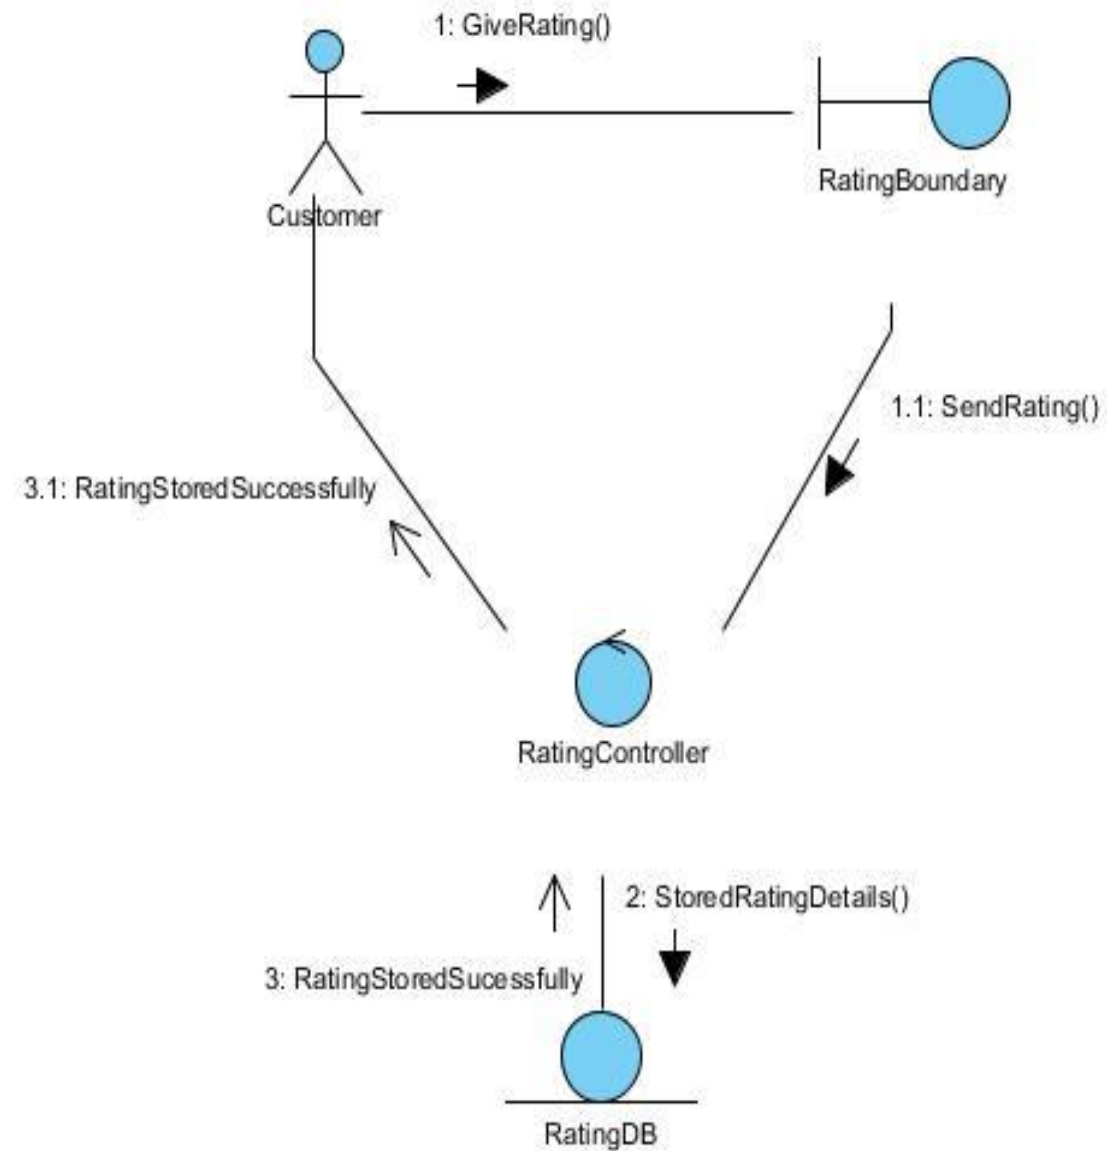 1: GiveRating()
RatingBoundary
Customer
1.1: SendRating()
3.1: RatingStoredSuccessfully
RatingController
2: StoredRatingDetails()
3: RatingStoredSucessfully
RatingDB